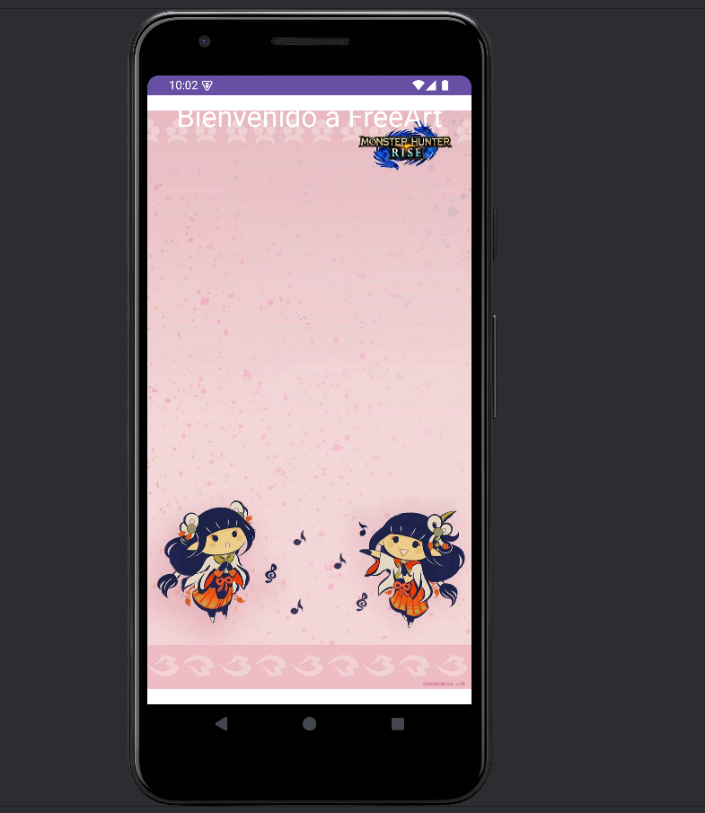 10:02
Bienvenido a FreeArt
MONSTER HUNTER
RISE